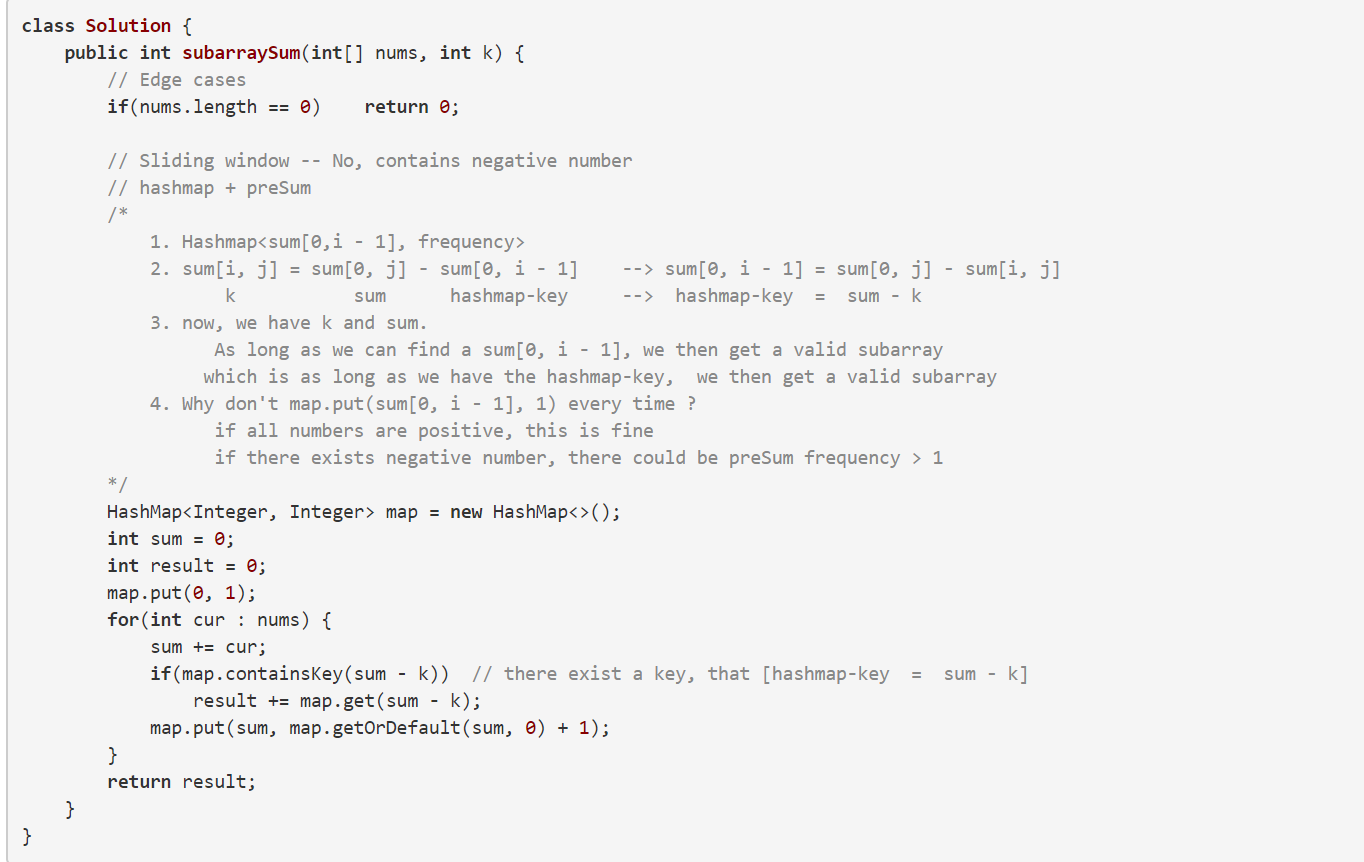 class Solution {
    public int subarraySum(int[] nums, int k) {
        // Edge cases
        if(nums.length == 0)    return 0;

        // Sliding window -- No, contains negative number
        // hashmap + preSum
        /*
            1. Hashmap<sum[0,i - 1], frequency>
            2. sum[i, j] = sum[0, j] - sum[0, i - 1]    --> sum[0, i - 1] = sum[0, j] - sum[i, j]
                   k           sum      hashmap-key     -->  hashmap-key  =  sum - k
            3. now, we have k and sum.
                  As long as we can find a sum[0, i - 1], we then get a valid subarray
                 which is as long as we have the hashmap-key,  we then get a valid subarray
            4. Why don't map.put(sum[0, i - 1], 1) every time ?
                  if all numbers are positive, this is fine
                  if there exists negative number, there could be preSum frequency > 1
        */
        HashMap<Integer, Integer> map = new HashMap<>();
        int sum = 0;
        int result = 0;
        map.put(0, 1);
        for(int cur : nums) {
            sum += cur;
            if(map.containsKey(sum - k))  // there exist a key, that [hashmap-key  =  sum - k]
                result += map.get(sum - k);
            map.put(sum, map.getOrDefault(sum, 0) + 1);
        }
        return result;
    }
}